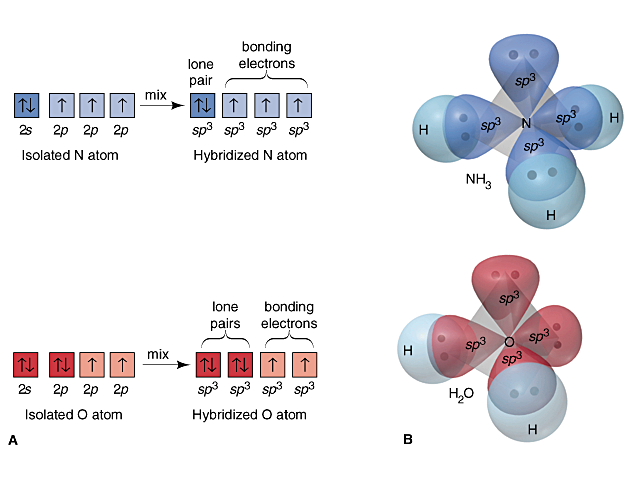 lone
pair
bonding
electrons
mix
↑↓ ↑ ↑ ↑
↑↓ ↑ ↑ ↑
2s 2p 2p 2p
sp³ sp³ sp³ sp³
Isolated N atom
Hybridized N atom
sp³
H sp³ N sp³ H
sp³
NH₃
H
lone
pairs
bonding
electrons
mix
↑↓ ↑↓ ↑ ↑
↑↓ ↑↓ ↑ ↑
2s 2p 2p 2p
sp³ sp³ sp³ sp³
Isolated O atom
Hybridized O atom
sp³
H sp³ O sp³
sp³
H₂O
H
A
B